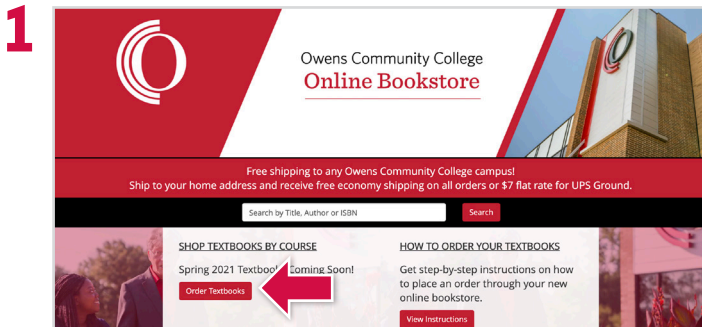 1
Owens Community College
Online Bookstore
Free shipping to any Owens Community College campus!
Ship to your home address and receive free economy shipping on all orders or $7 flat rate for UPS Ground.
Search by Title, Author or ISBN
Search
SHOP TEXTBOOKS BY COURSE
Spring 2021 Coming Soon!
Order Textbooks
HOW TO ORDER YOUR TEXTBOOKS
Get step-by-step instructions on how
to place an order through your new
online bookstore.
View Instructions